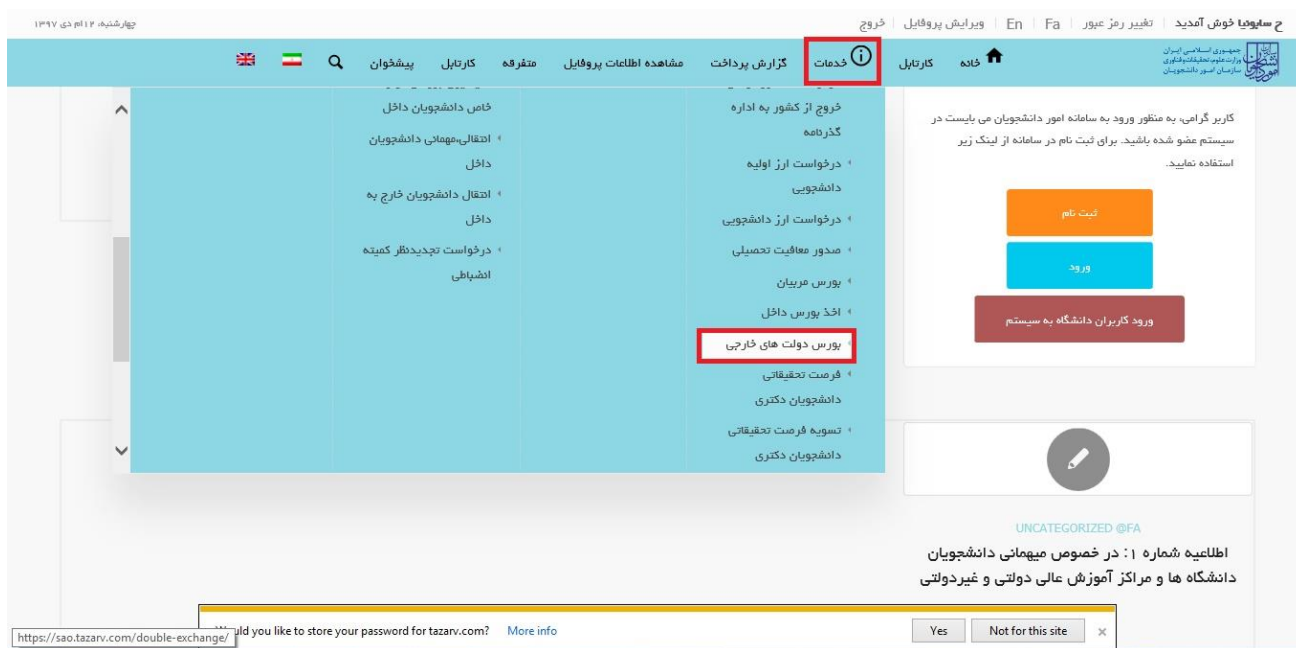 ح سایونیا خوش آمدید | تغییر رمز عبور | En | Fa | ویرایش پروفایل | خروج
چهارشنبه، ۱۲ام دی ۱۳۹۷
جمهوری اسلامی ایران
وزارت علوم، تحقیقات و فناوری
سازمان امور دانشجویان
خانه
کارتابل
خدمات
گزارش پرداخت
مشاهده اطلاعات پروفایل
متفرقه
کارتابل
پیشخوان
کاربر گرامی، به منظور ورود به سامانه امور دانشجویان می بایست در
سیستم عضو شده باشید. برای ثبت نام در سامانه از لینک زیر
استفاده نمایید.
ثبت نام
ورود
ورود کاربران دانشگاه به سیستم
خروج از کشور به اداره
گذرنامه
درخواست ارز اولیه
دانشجویی
درخواست ارز دانشجویی
صدور معافیت تحصیلی
بورس مربیان
اخذ بورس داخل
بورس دولت های خارجی
فرصت تحقیقاتی
دانشجویان دکتری
تسویه فرصت تحقیقاتی
دانشجویان دکتری
خاص دانشجویان داخل
انتقالی،مهمانی دانشجویان
داخل
انتقال دانشجویان خارج به
داخل
درخواست تجدیدنظر کمیته
انضباطی
UNCATEGORIZED @FA
اطلاعیه شماره ۱: در خصوص میهمانی دانشجویان
دانشگاه ها و مراکز آموزش عالی دولتی و غیردولتی
you like to store your password for tazarv.com? More info
Yes
Not for this site
https://sao.tazarv.com/double-exchange/